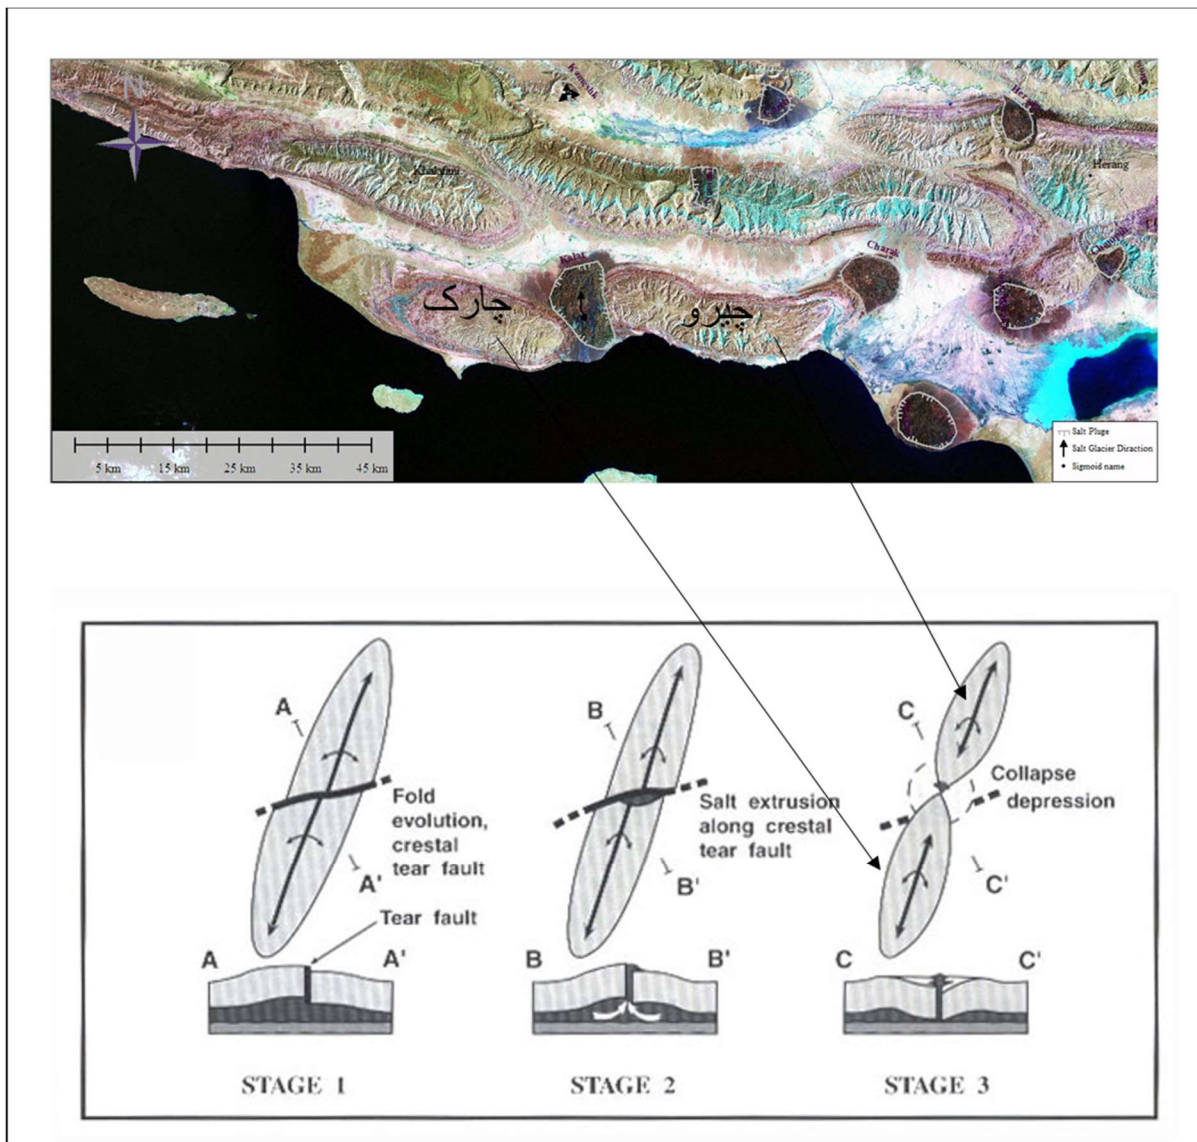 N
Khalyfani
Kalat
چارک
چیرو
Charak
Herang
5 km 15 km 25 km 35 km 45 km
Salt Pluge
Salt Glacier Diraction
Sigmoid name
A
Fold
evolution,
crestal
tear fault
A'
Tear fault
A A'
STAGE 1
B
Salt extrusion
along crestal
tear fault
B'
B B'
STAGE 2
C
Collapse
depression
C'
C C'
STAGE 3